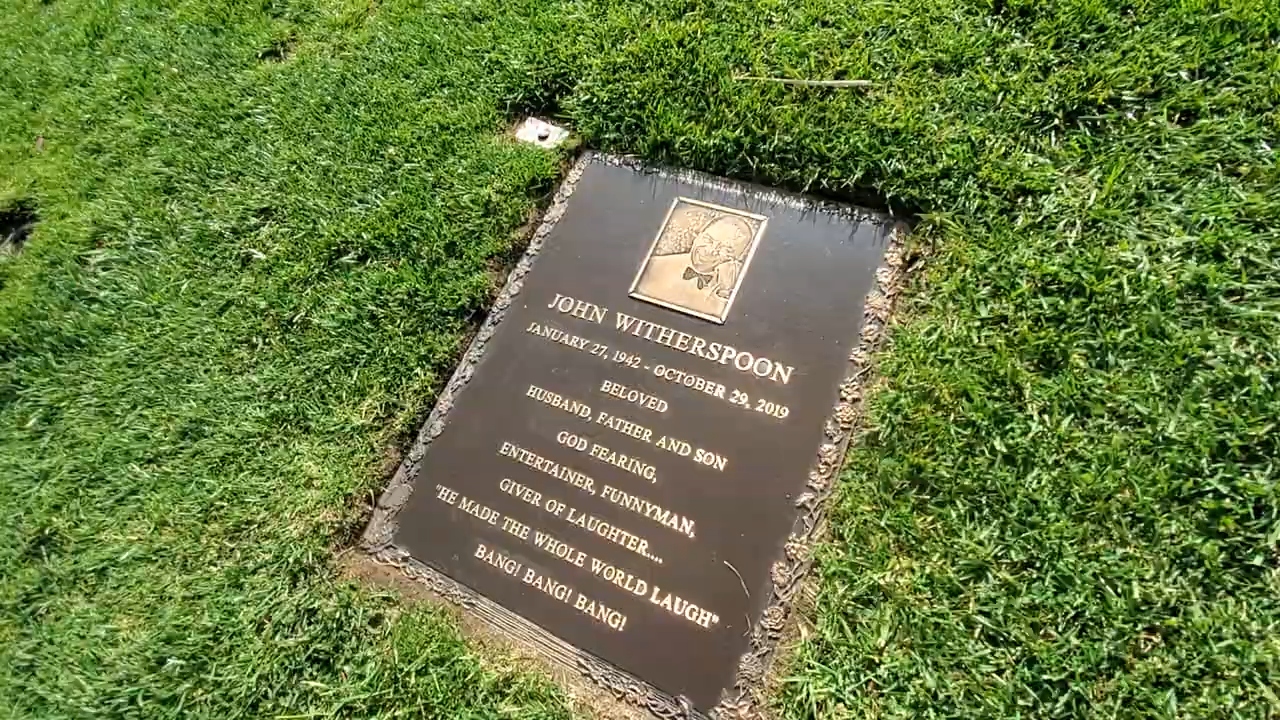 JOHN WITHERSPOON
JANUARY 27, 1942 - OCTOBER 29, 2019
BELOVED
HUSBAND, FATHER AND SON
GOD FEARING,
ENTERTAINER, FUNNYMAN,
GIVER OF LAUGHTER....
"HE MADE THE WHOLE WORLD LAUGH"
BANG! BANG! BANG!